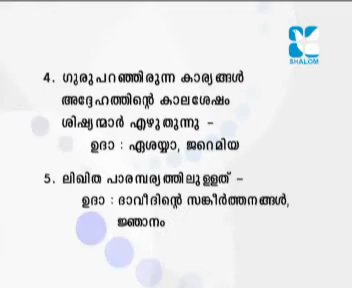 SHALOM
4. ഗുരു പറഞ്ഞിരുന്ന കാര്യങ്ങൾ
അദ്ദേഹത്തിന്റെ കാലശേഷം
ശിഷ്യന്മാർ എഴുതുന്നു -
ഉദാ : ഏശയ്യാ, ജറെമിയ
5. ലിഖിത പാരമ്പര്യത്തിലുളളത് -
ഉദാ : ദാവീദിന്റെ സങ്കീർത്തനങ്ങൾ,
ജ്ഞാനം